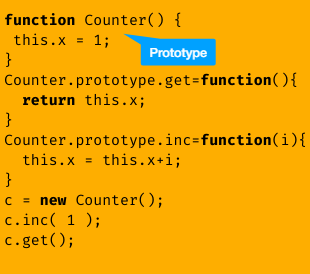 function Counter() {
 this.x = 1;
Prototype
}
Counter.prototype.get=function(){
  return this.x;
}
Counter.prototype.inc=function(i){
  this.x = this.x+i;
}
c = new Counter();
c.inc( 1 );
c.get();